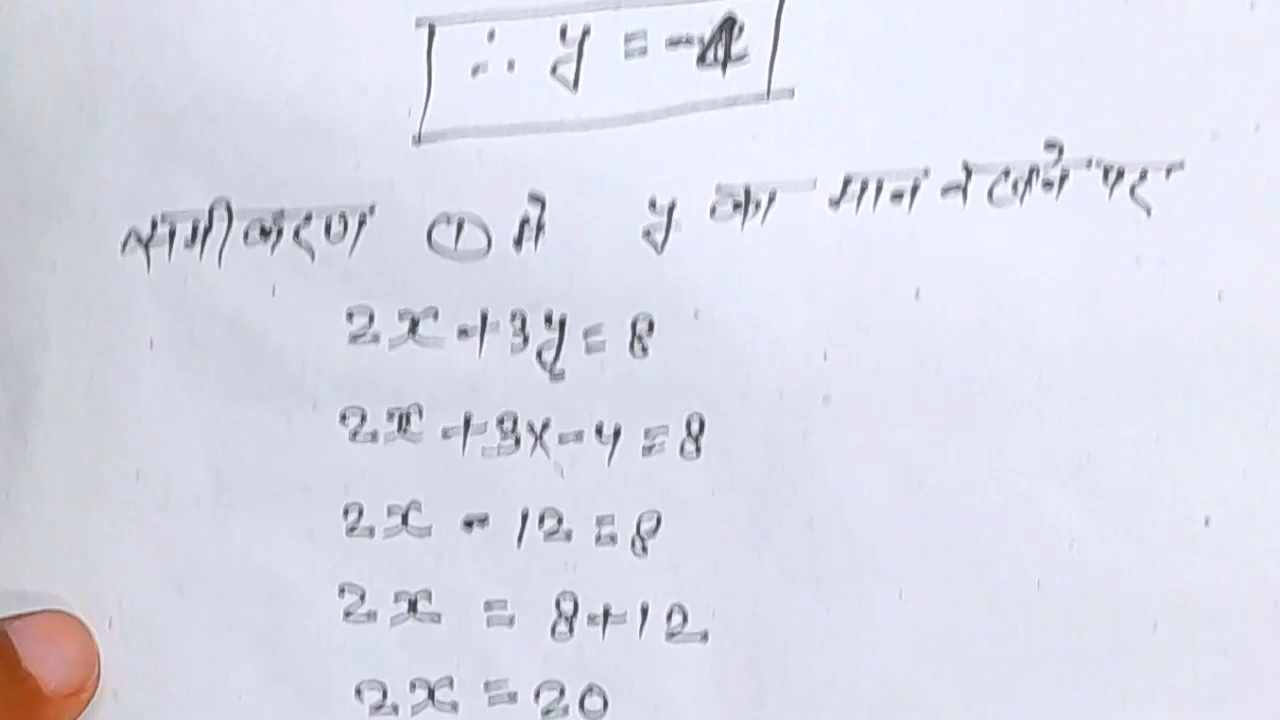 ∴ y = -4
समीकरण ① में y का मान रखने पर
2x + 3y = 8
2x + 3x - 4 = 8
2x - 12 = 8
2x = 8 + 12
2x = 20